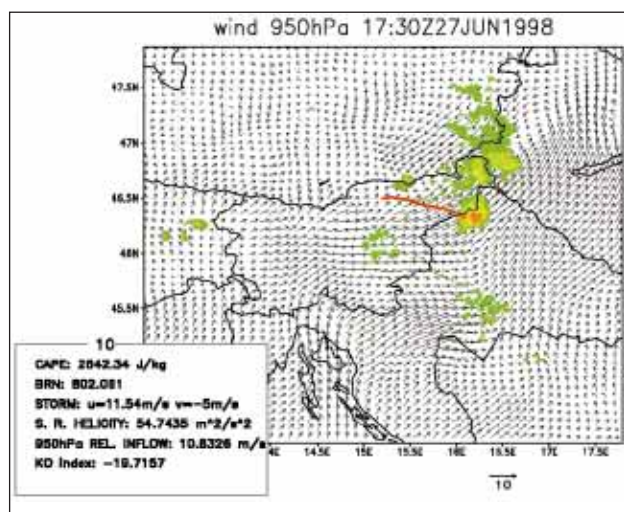 wind 950hPa 17:30Z27JUN1998
47.5N
47N
46.5N
46N
45.5N
10
CAPE: 2642.34 J/kg
BRN: 802.081
STORM: u=11.54m/s v=-5m/s
S. R. HELICITY: 54.7435 m^2/s^2
950hPa REL. INFLOW: 10.8326 m/s
KO Index: -19.7157
4E 14.5E 15E 15.5E 16E 16.5E 17E 17.5E
10